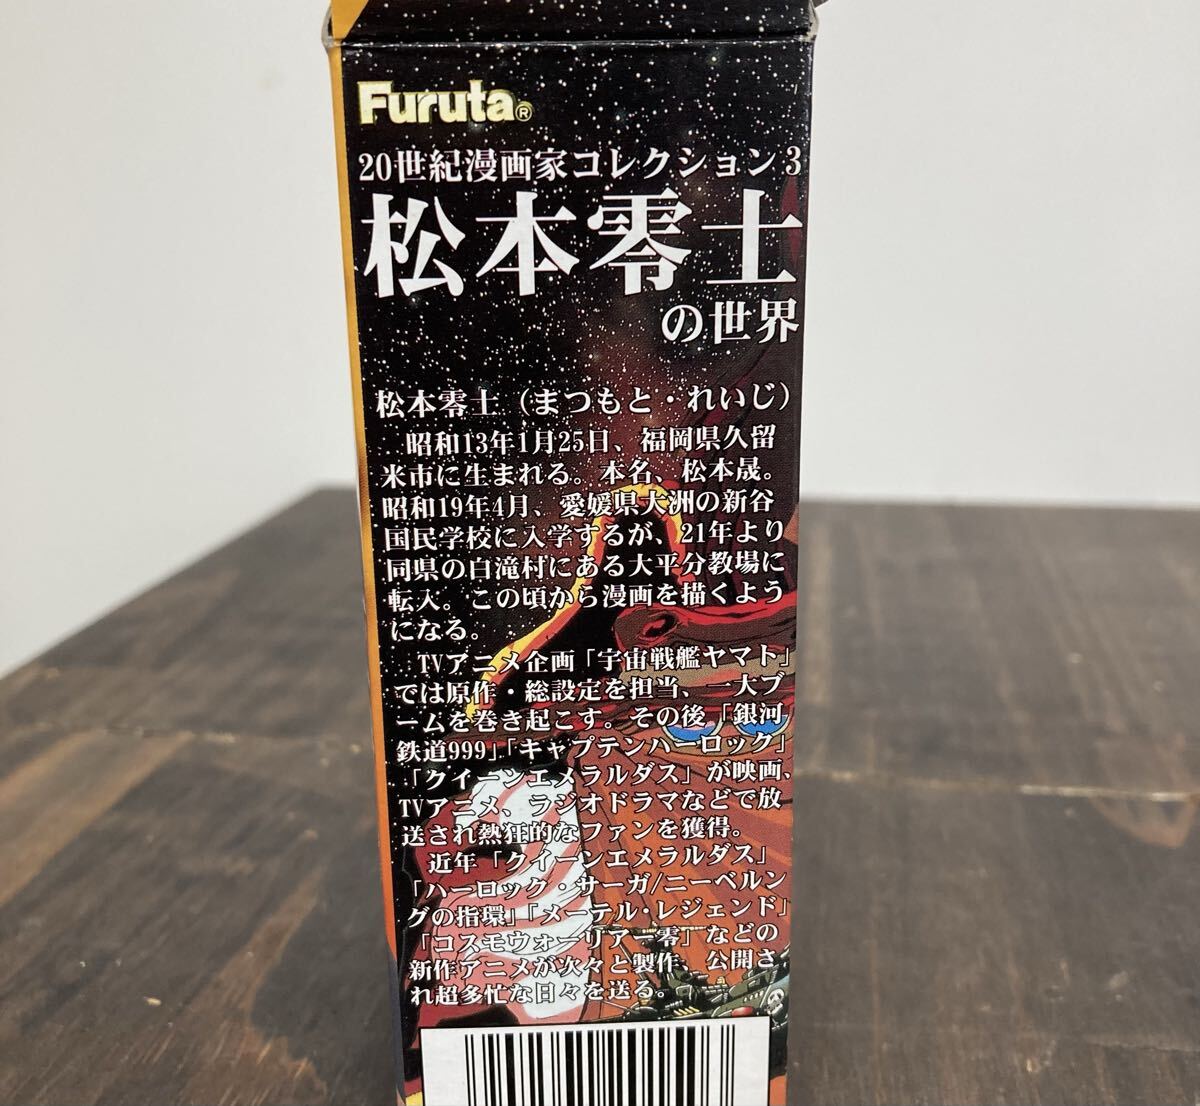 Furuta®
20世紀漫画家コレクション3
松本零士
の世界
松本零士（まつもと・れいじ）
昭和13年1月25日、福岡県久留
米市に生まれる。本名、松本晟。
昭和19年4月、愛媛県大洲の新谷
国民学校に入学するが、21年より
同県の白滝村にある大平分教場に
転入。この頃から漫画を描くよう
になる。
TVアニメ企画「宇宙戦艦ヤマト」
では原作・総設定を担当、一大ブ
ームを巻き起こす。その後「銀河
鉄道999」「キャプテンハーロック」
「クイーンエメラルダス」が映画、
TVアニメ、ラジオドラマなどで放
送され熱狂的なファンを獲得。
近年「クイーンエメラルダス」
「ハーロック・サーガ/ニーベルン
グの指環」「メーテル・レジェンド」
「コスモウォーリアー零」などの
新作アニメが次々と製作、公開さ
れ超多忙な日々を送る。